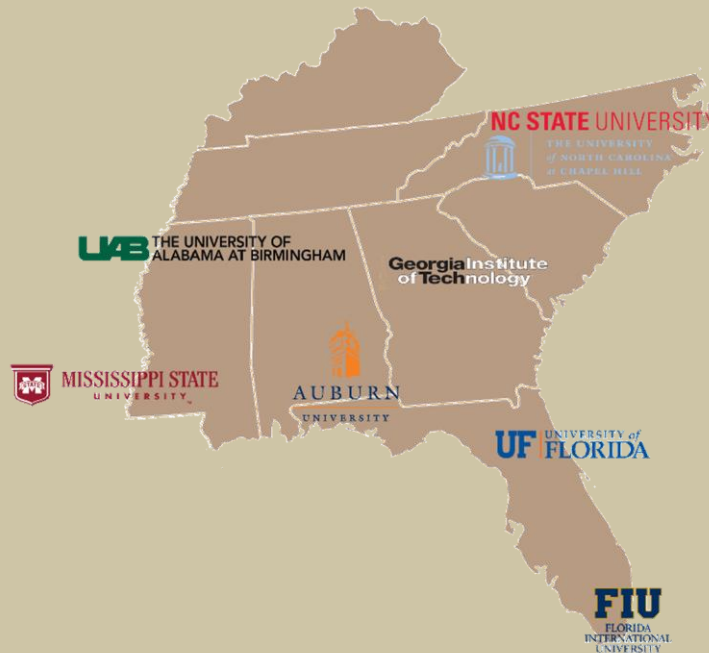 NC STATE UNIVERSITY
THE UNIVERSITY
of NORTH CAROLINA
at CHAPEL HILL
UAB THE UNIVERSITY OF
ALABAMA AT BIRMINGHAM
Georgia Institute
of Technology
M MISSISSIPPI STATE
UNIVERSITY™
AUBURN
UNIVERSITY
UF UNIVERSITY of
FLORIDA
FIU
FLORIDA
INTERNATIONAL
UNIVERSITY